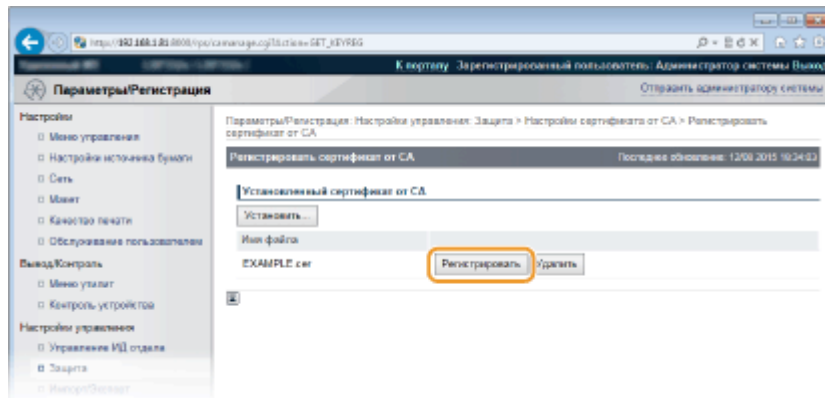 К порталу Зарегистрированный пользователь: Администратор системы Выход
Параметры/Регистрация
Отправить администратору системы
Настройки
Меню управления
Настройки источника бумаги
Сеть
Макет
Качество печати
Обслуживание пользователем
Вывод/Контроль
Меню утилит
Контроль устройства
Настройки управления
Управление ИД отдела
Защита
Импорт/Экспорт
Параметры/Регистрация: Настройки управления: Защита > Настройки сертификата от CA > Регистрировать
сертификат от CA
Регистрировать сертификат от CA
Последнее обновление: 12/08 2015 18:34:03
Установленный сертификат от CA
Установить...
Имя файла
EXAMPLE.cer
Регистрировать
Удалить